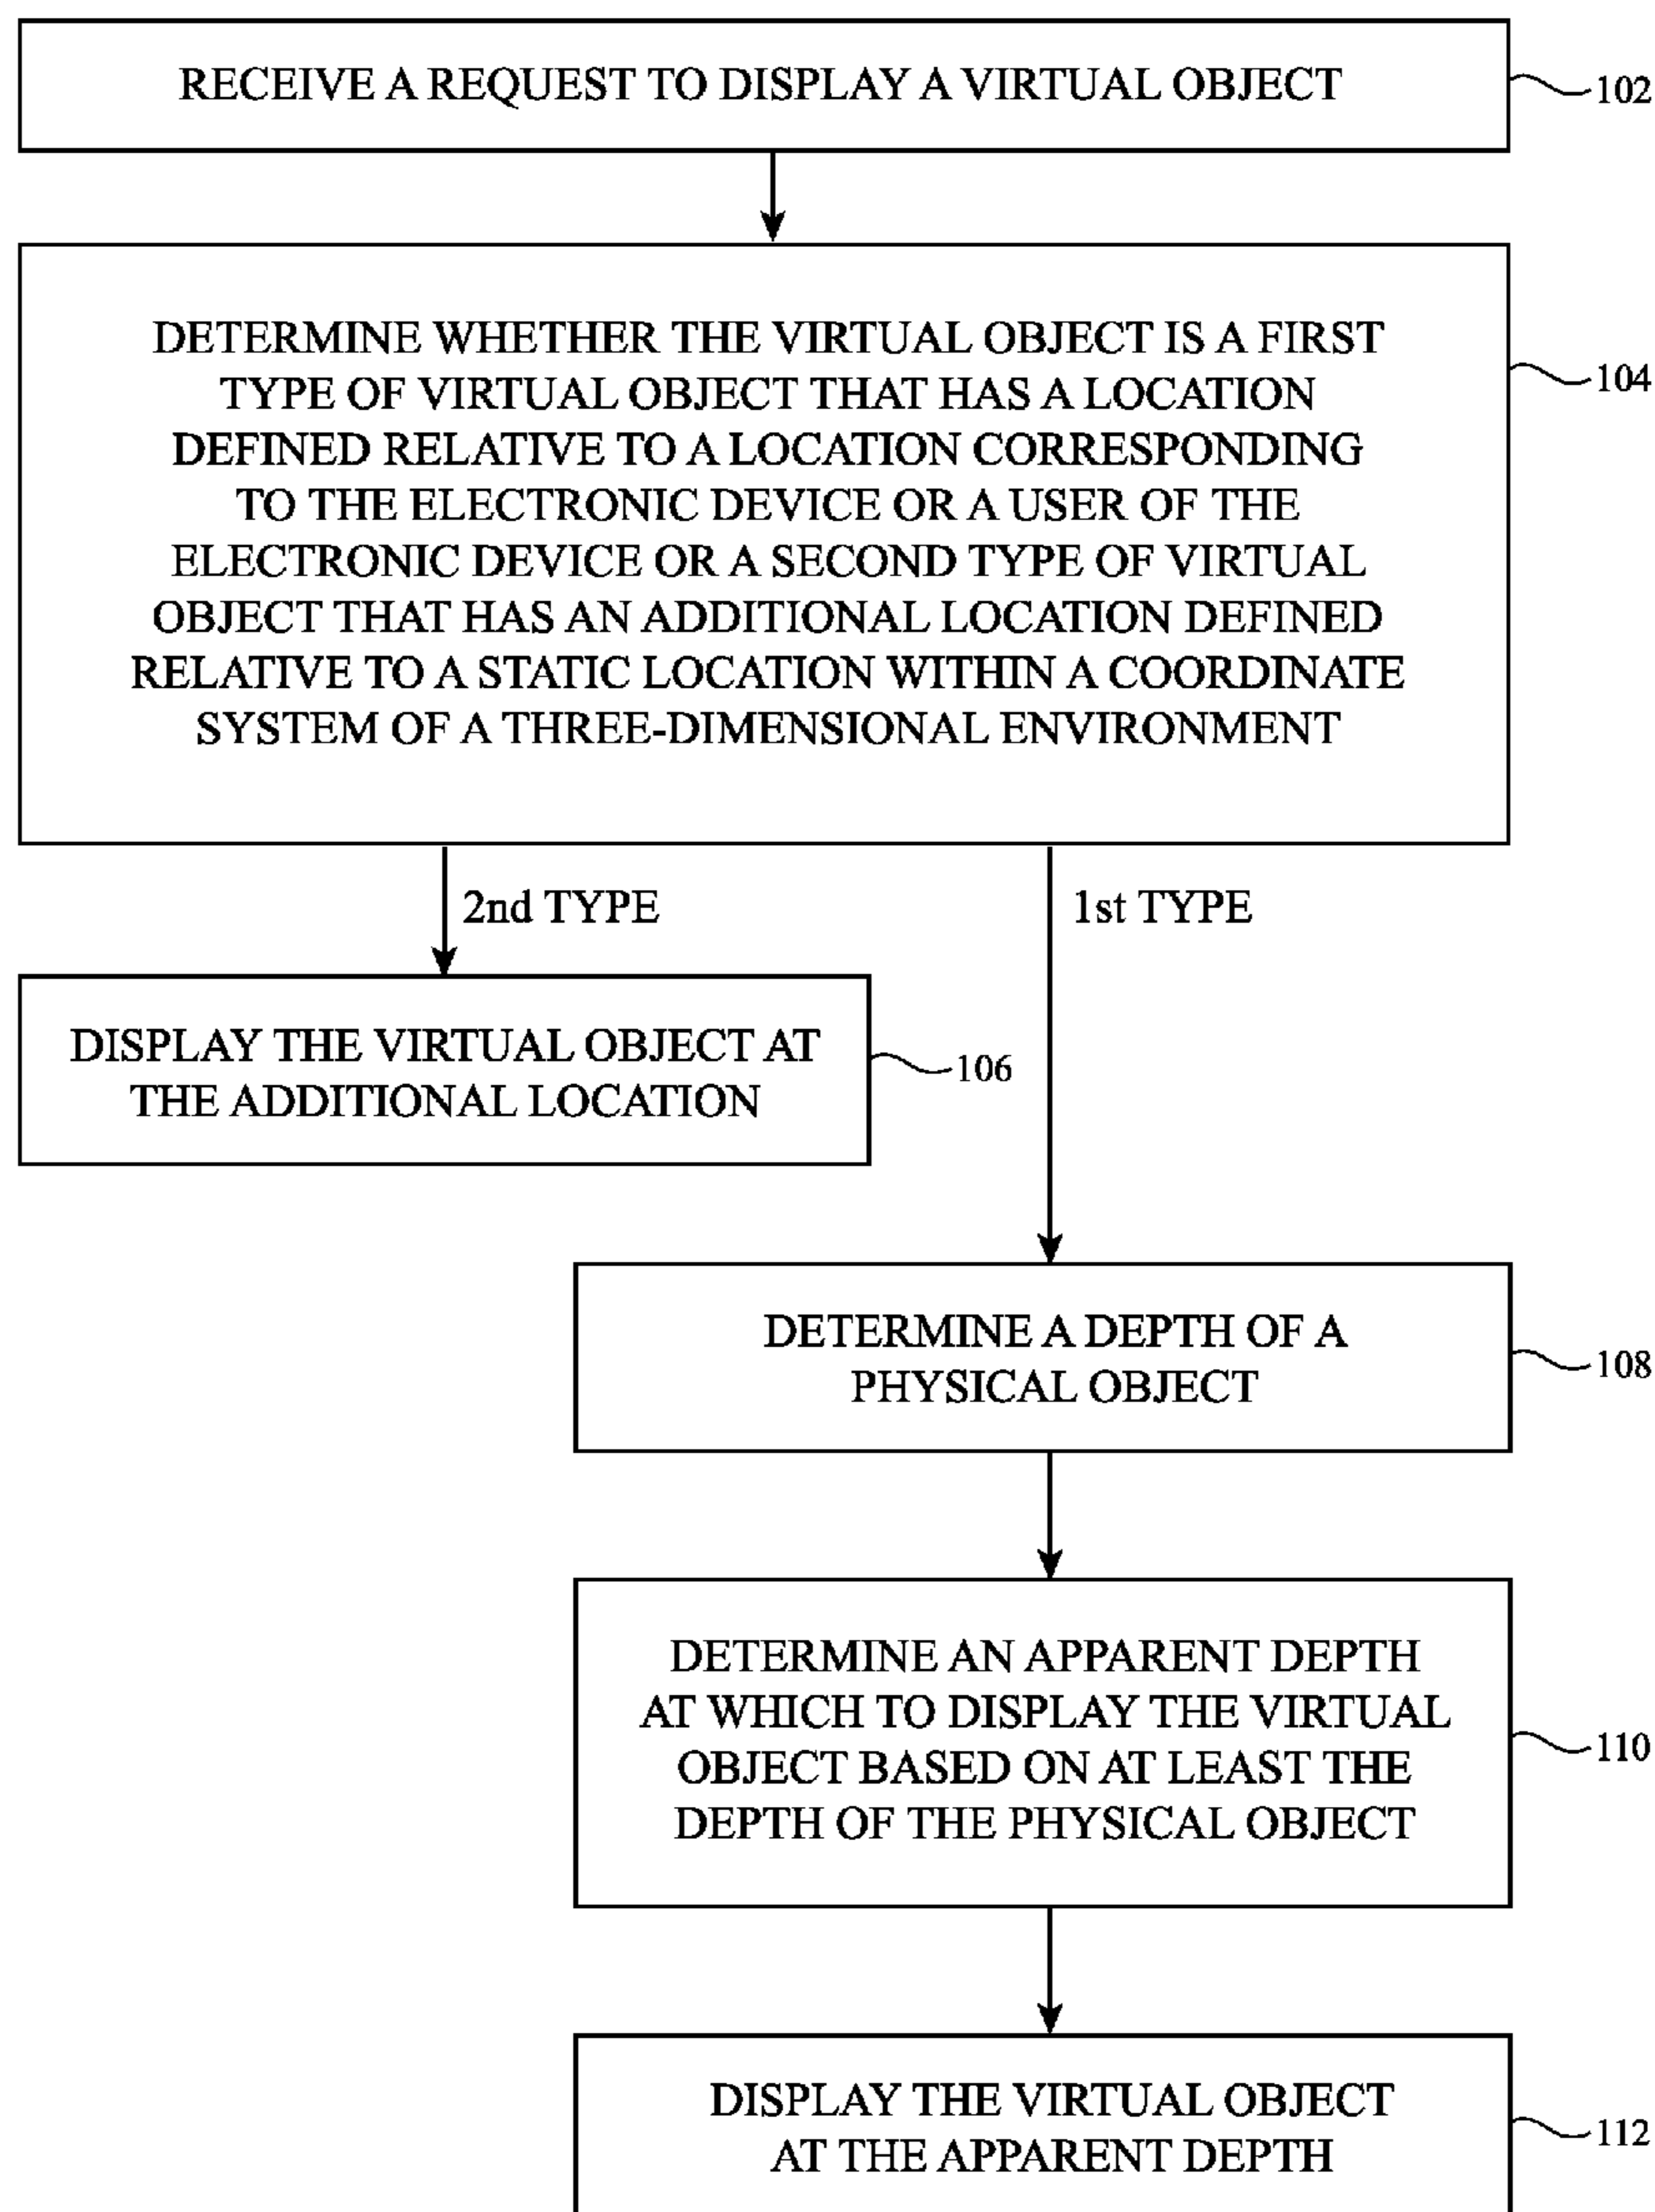 RECEIVE A REQUEST TO DISPLAY A VIRTUAL OBJECT
102
DETERMINE WHETHER THE VIRTUAL OBJECT IS A FIRST
TYPE OF VIRTUAL OBJECT THAT HAS A LOCATION
DEFINED RELATIVE TO A LOCATION CORRESPONDING
TO THE ELECTRONIC DEVICE OR A USER OF THE
ELECTRONIC DEVICE OR A SECOND TYPE OF VIRTUAL
OBJECT THAT HAS AN ADDITIONAL LOCATION DEFINED
RELATIVE TO A STATIC LOCATION WITHIN A COORDINATE
SYSTEM OF A THREE-DIMENSIONAL ENVIRONMENT
104
2nd TYPE
1st TYPE
DISPLAY THE VIRTUAL OBJECT AT
THE ADDITIONAL LOCATION
106
DETERMINE A DEPTH OF A
PHYSICAL OBJECT
108
DETERMINE AN APPARENT DEPTH
AT WHICH TO DISPLAY THE VIRTUAL
OBJECT BASED ON AT LEAST THE
DEPTH OF THE PHYSICAL OBJECT
110
DISPLAY THE VIRTUAL OBJECT
AT THE APPARENT DEPTH
112